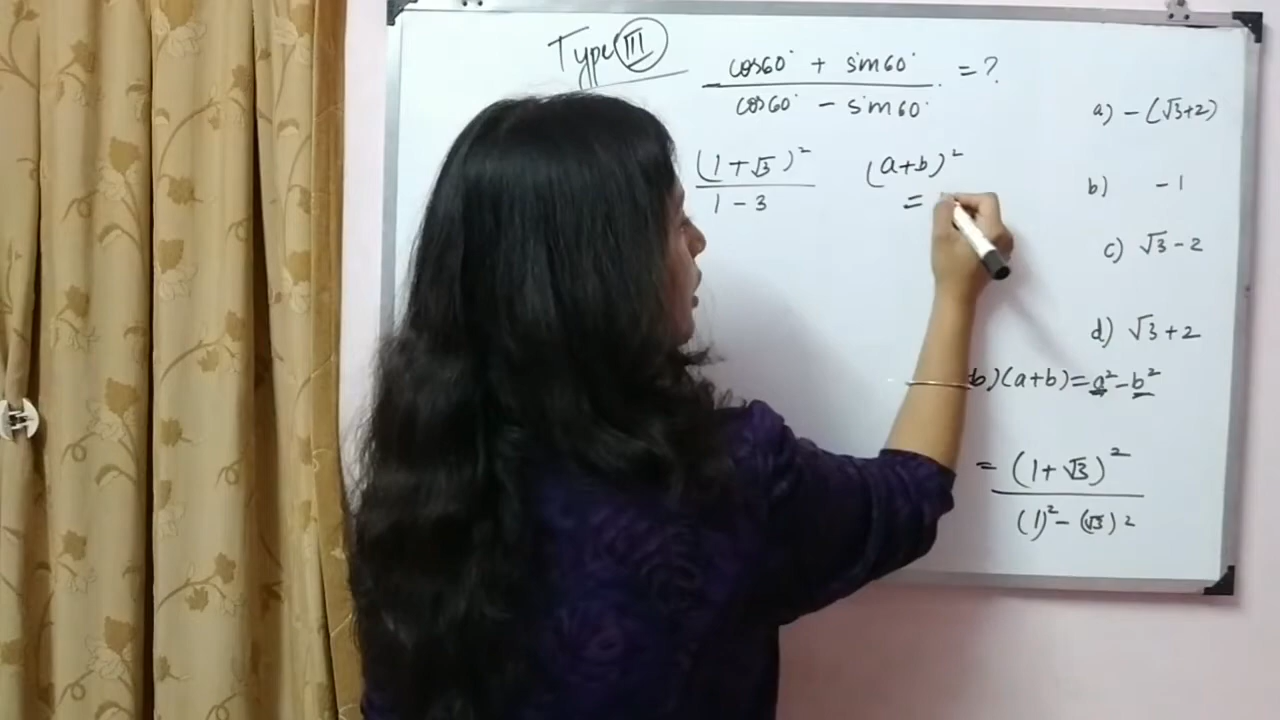 Type III
cos60° + sin60°
cos60° - sin60°
= ?
a) -(√3+2)
(1+√3)²
1-3
(a+b)²
=
b) -1
c) √3-2
d) √3+2
b)(a+b)=a²-b²
= (1+√3)²
(1)²-(√3)2